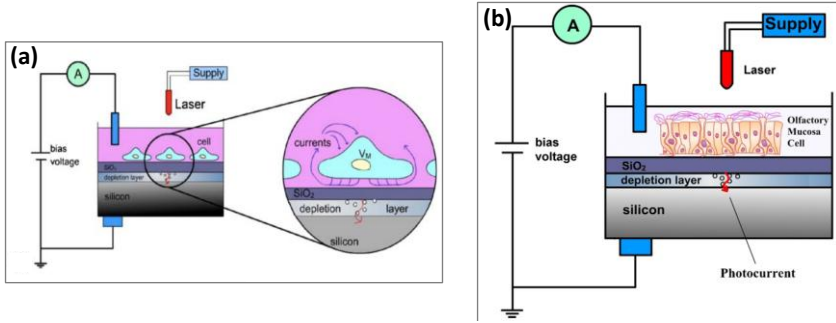 (a)
A
Supply
Laser
bias
voltage
cell
SiO₂
depletion layer
silicon
currents
V_M
SiO₂
depletion layer
silicon
(b)
A
Supply
Laser
bias
voltage
Olfactory
Mucosa
Cell
SiO₂
depletion layer
silicon
Photocurrent